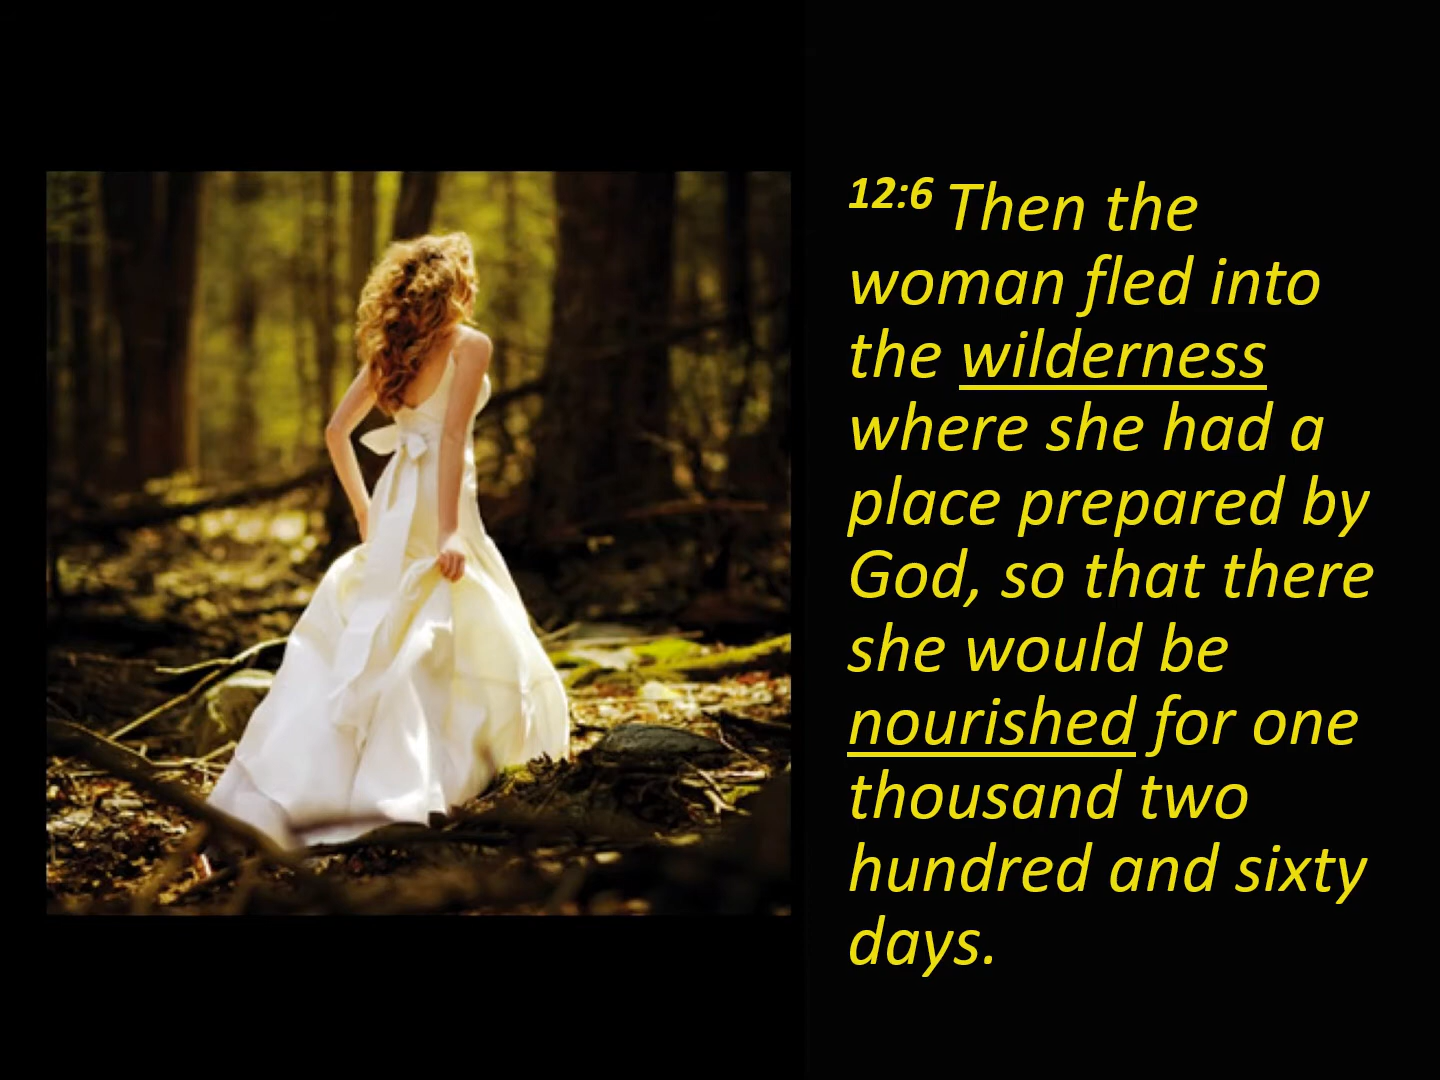 12:6 Then the
woman fled into
the wilderness
where she had a
place prepared by
God, so that there
she would be
nourished for one
thousand two
hundred and sixty
days.